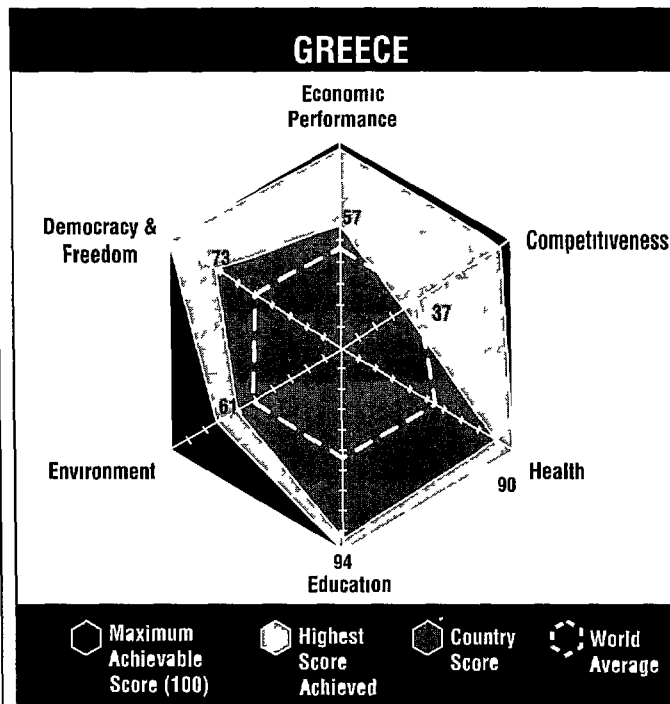 GREECE
Economic
Performance
57
Democracy &
Freedom
73
Competitiveness
37
61
Environment
Health
90
94
Education
Maximum
Achievable
Score (100)
Highest
Score
Achieved
Country
Score
World
Average